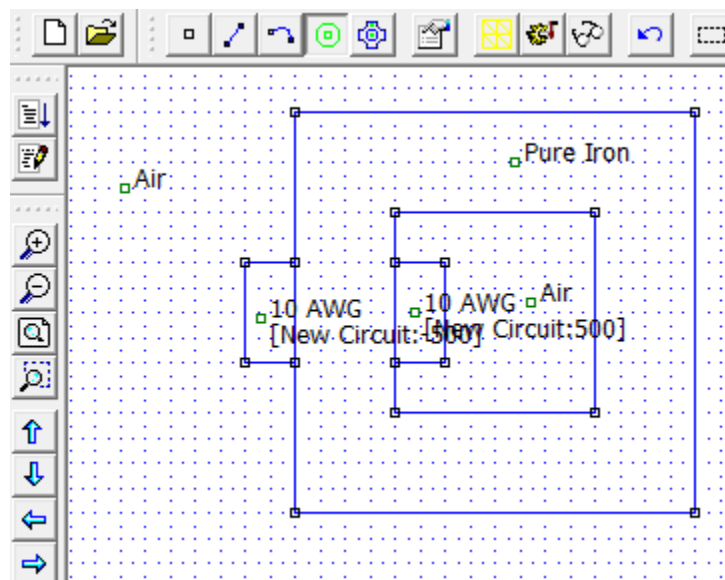 Pure Iron
Air
Air
10 AWG
[New Circuit:-500]
10 AWG
[New Circuit:500]